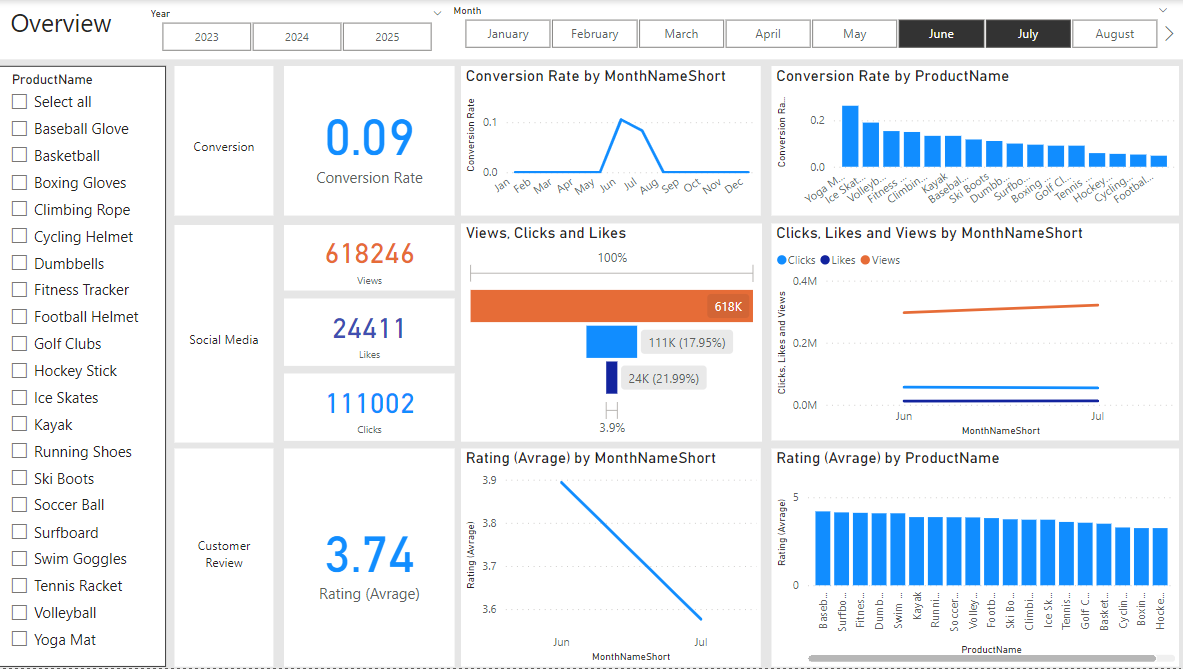 Overview
Year
2023
2024
2025
Month
January
February
March
April
May
June
July
August
ProductName
Select all
Baseball Glove
Basketball
Boxing Gloves
Climbing Rope
Cycling Helmet
Dumbbells
Fitness Tracker
Football Helmet
Golf Clubs
Hockey Stick
Ice Skates
Kayak
Running Shoes
Ski Boots
Soccer Ball
Surfboard
Swim Goggles
Tennis Racket
Volleyball
Yoga Mat
Conversion
0.09
Conversion Rate
Conversion Rate by MonthNameShort
Conversion Rate
0.1
0.0
Jan
Feb
Mar
Apr
May
Jun
Jul
Aug
Sep
Oct
Nov
Dec
Conversion Rate by ProductName
Conversion Ra...
0.2
0.0
Yoga M...
Ice Skat...
Volleyb...
Fitness ...
Climbin...
Kayak
Basebal...
Ski Boots
Dumbb...
Surfbo...
Boxing ...
Golf Cl...
Tennis ...
Hockey...
Cycling...
Footbal...
Social Media
618246
Views
24411
Likes
111002
Clicks
Views, Clicks and Likes
100%
618K
111K (17.95%)
24K (21.99%)
3.9%
Clicks, Likes and Views by MonthNameShort
Clicks Likes Views
Clicks, Likes and Views
0.4M
0.2M
0.0M
Jun
Jul
MonthNameShort
Customer
Review
3.74
Rating (Avrage)
Rating (Avrage) by MonthNameShort
Rating (Avrage)
3.9
3.8
3.7
3.6
Jun
Jul
MonthNameShort
Rating (Avrage) by ProductName
Rating (Avrage)
5
0
Baseb...
Surfbo...
Fitnes...
Dumb...
Swim ...
Kayak
Runni...
Soccer...
Volley...
Footb...
Ski Bo...
Climbi...
Ice Sk...
Tennis...
Golf C...
Basket...
Cyclin...
Boxin...
Hocke...
ProductName